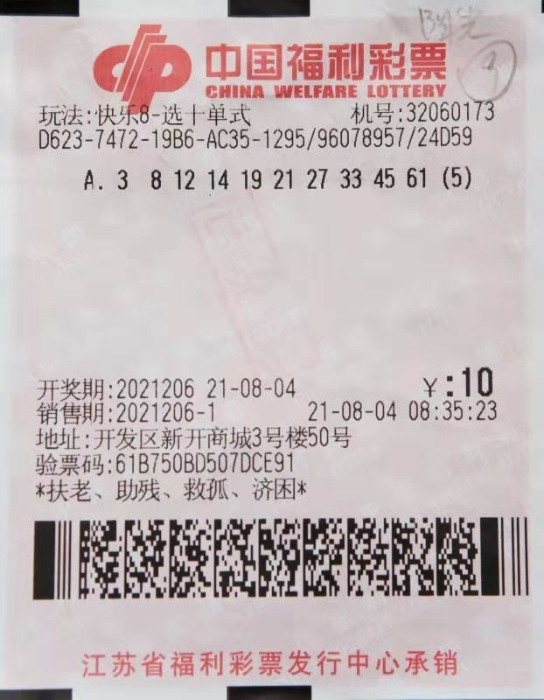 中国福利彩票
CHINA WELFARE LOTTERY
玩法:快乐8-选十单式 机号:32060173
D623-7472-19B6-AC35-1295/96078957/24D59
A. 3 8 12 14 19 21 27 33 45 61 (5)
开奖期:2021206 21-08-04 ¥:10
销售期:2021206-1 21-08-04 08:35:23
地址:开发区新开商城3号楼50号
验票码:61B750BD507DCE91
*扶老、助残、救孤、济困*
江苏省福利彩票发行中心承销